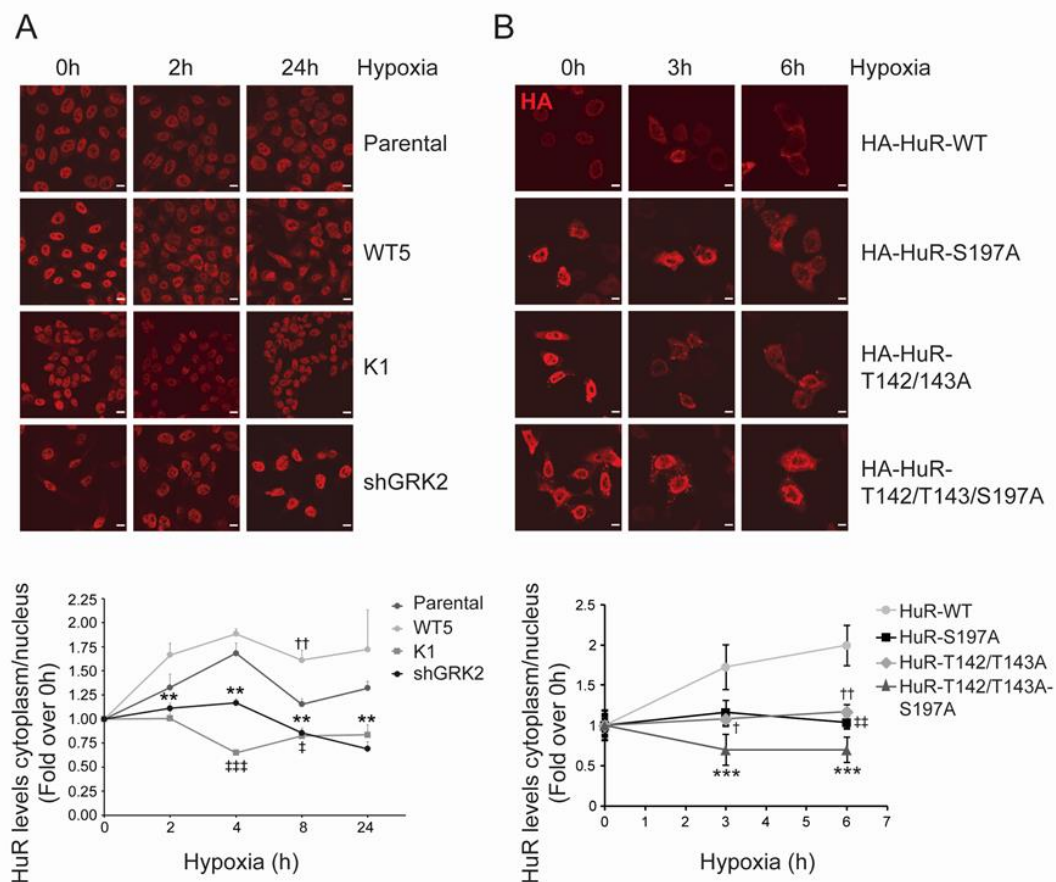 A
0h 2h 24h Hypoxia
Parental
WT5
K1
shGRK2
HuR levels cytoplasm/nucleus
(Fold over 0h)
2.25
2.00
1.75
1.50
1.25
1.00
0.75
0.50
0.25
0.00
0 2 4 8 24
Hypoxia (h)
Parental
WT5
K1
shGRK2
††
**
**
**
**
‡‡‡
‡
B
0h 3h 6h Hypoxia
HA
HA-HuR-WT
HA-HuR-S197A
HA-HuR-
T142/143A
HA-HuR-
T142/T143/S197A
HuR levels cytoplasm/nucleus
(Fold over 0h)
2.5
2
1.5
1
0.5
0
0 1 2 3 4 5 6 7
Hypoxia (h)
HuR-WT
HuR-S197A
HuR-T142/T143A
HuR-T142/T143A-
S197A
††
†
‡‡
***
***